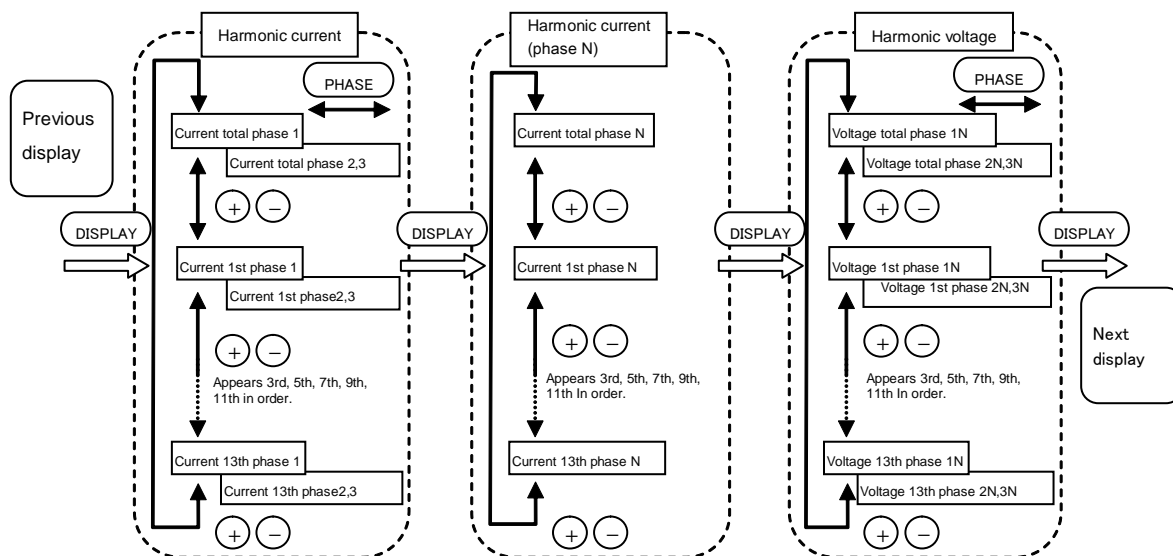 Previous
display
DISPLAY
Harmonic current
PHASE
Current total phase 1
Current total phase 2,3
+ −
Current 1st phase 1
Current 1st phase2,3
+ −
Appears 3rd, 5th, 7th, 9th,
11th in order.
Current 13th phase 1
Current 13th phase2,3
+ −
DISPLAY
Harmonic current
(phase N)
Current total phase N
+ −
Current 1st phase N
+ −
Appears 3rd, 5th, 7th, 9th,
11th In order.
Current 13th phase N
+ −
DISPLAY
Harmonic voltage
PHASE
Voltage total phase 1N
Voltage total phase 2N,3N
+ −
Voltage 1st phase 1N
Voltage 1st phase 2N,3N
+ −
Appears 3rd, 5th, 7th, 9th,
11th In order.
Voltage 13th phase 1N
Voltage 13th phase 2N,3N
+ −
DISPLAY
Next
display